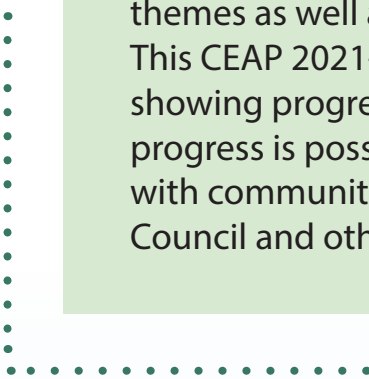 themes as well
This CEAP 2021
showing progre
progress is poss
with communit
Council and oth